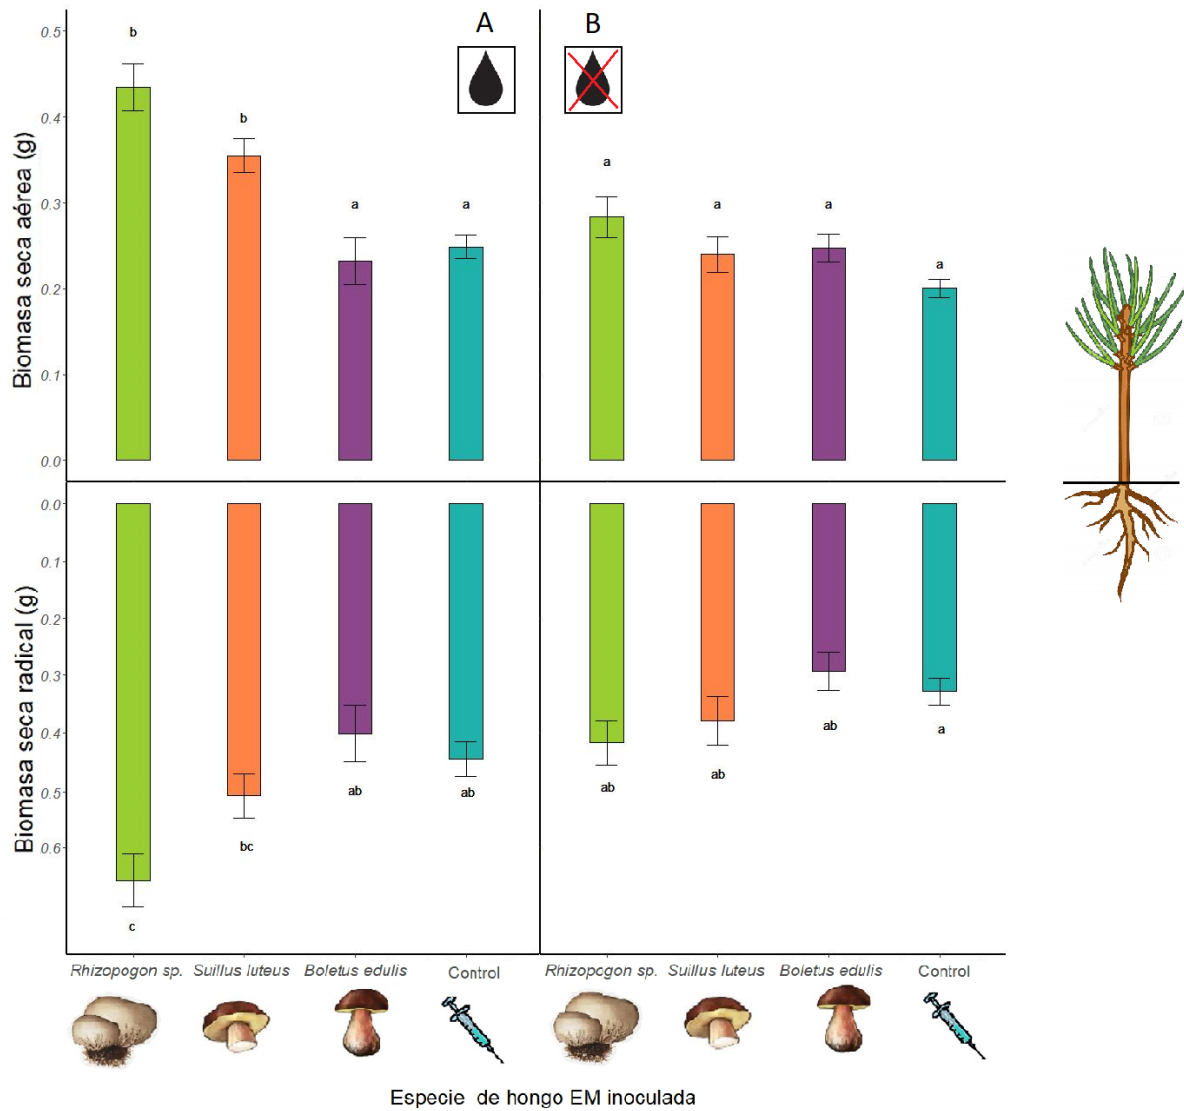 A
B
Biomasa seca aérea (g)
0.5
0.4
0.3
0.2
0.1
0.0
b
b
a
a
a
a
a
a
Biomasa seca radical (g)
0.0
0.1
0.2
0.3
0.4
0.5
0.6
c
bc
ab
ab
ab
ab
ab
a
Rhizopogon sp. Suillus luteus Boletus edulis Control Rhizopogon sp. Suillus luteus Boletus edulis Control
Especie de hongo EM inoculada